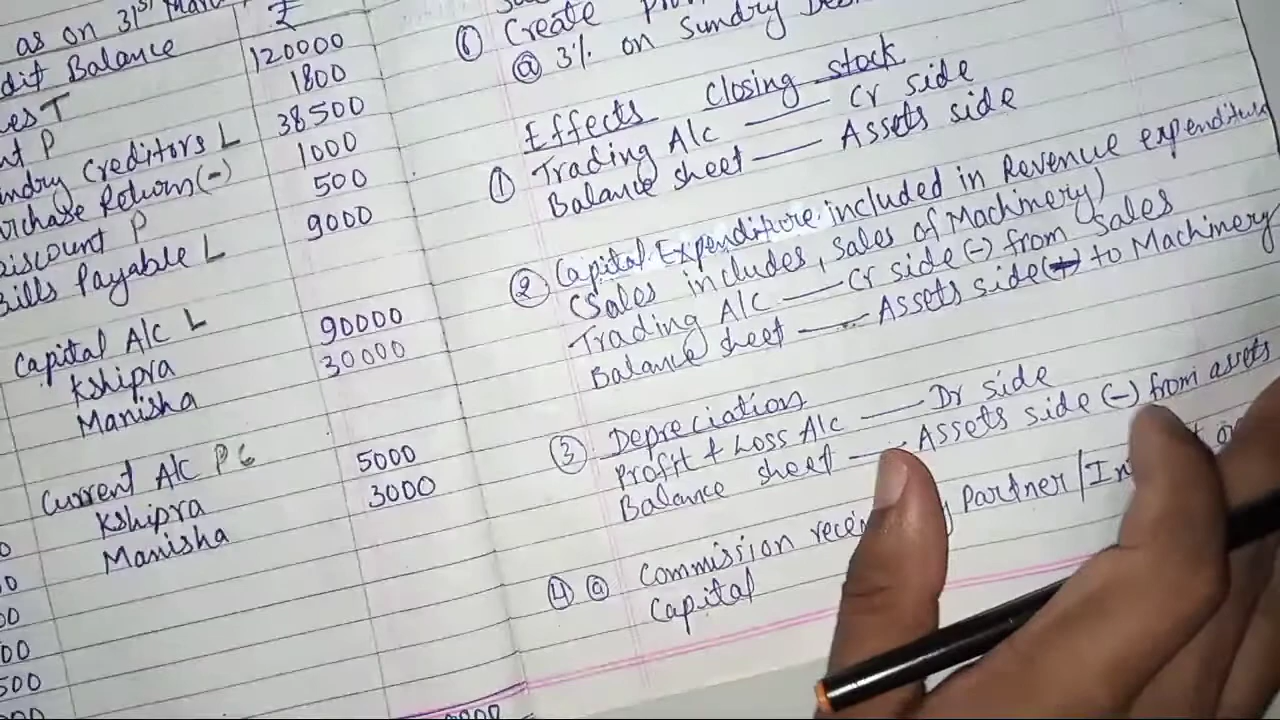 as on 31st
₹
dit Balance
120000
es T
1800
nt P
38500
ndry Creditors L
1000
rchase Return (-)
500
iscount P
9000
Bills Payable L
Capital A/c L
Kshipra 90000
Manisha 30000
Current A/c P C
Kshipra 5000
Manisha 3000
0
00
00
500
⑥ Create
@ 3% on Sundry
Effects Closing stock
① Trading A/c — Cr side
Balance sheet — Assets side
② Capital Expenditure included in Revenue expenditure
(Sales includes, sales of Machinery)
Trading A/c — Cr side (-) from sales
Balance sheet — Assets side (+) to Machinery
③ Depreciation
Profit + Loss A/c — Dr side
Balance sheet — Assets side (-) from assets
④ ⓐ Commission Partner / In
Capital